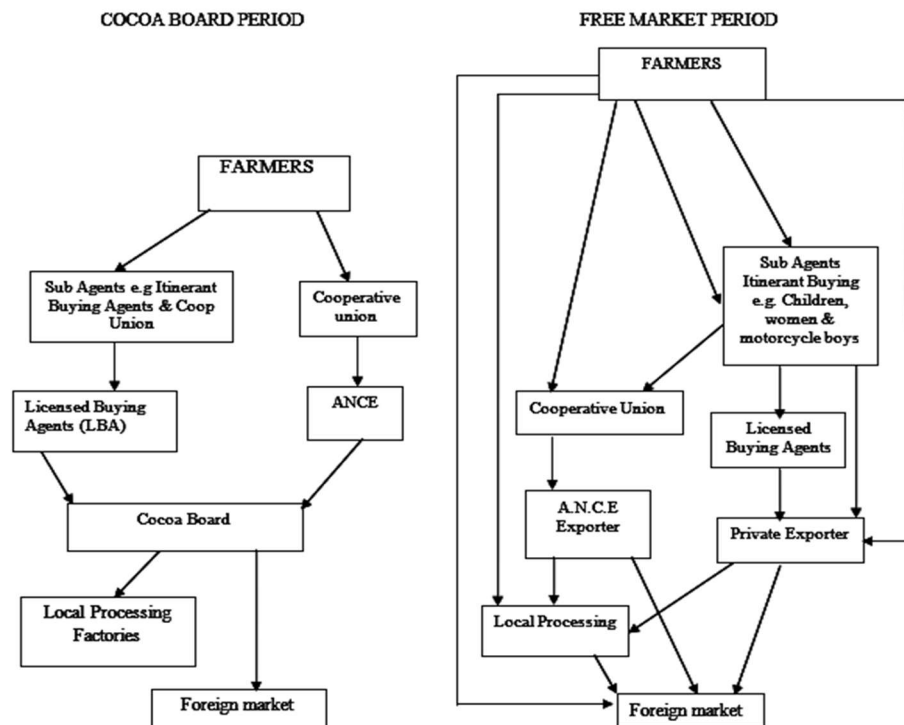 COCOA BOARD PERIOD
FARMERS
Sub Agents e.g Itinerant
Buying Agents & Coop
Union
Cooperative
union
Licensed Buying
Agents (LBA)
ANCE
Cocoa Board
Local Processing
Factories
Foreign market
FREE MARKET PERIOD
FARMERS
Sub Agents
Itinerant Buying
e.g. Children,
women &
motorcycle boys
Cooperative Union
Licensed
Buying Agents
A.N.C.E
Exporter
Private Exporter
Local Processing
Foreign market